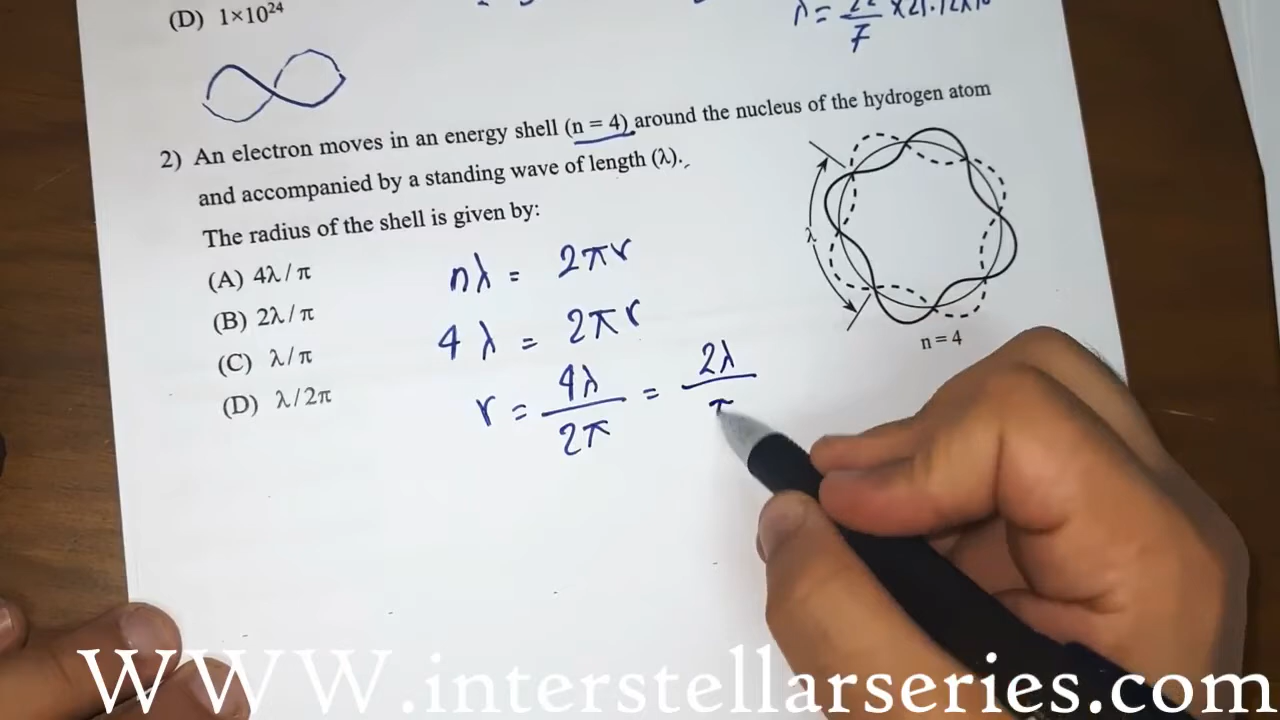 (D) 1×10²⁴
2) An electron moves in an energy shell (n = 4) around the nucleus of the hydrogen atom
and accompanied by a standing wave of length (λ).
The radius of the shell is given by:
(A) 4λ / π
(B) 2λ / π
(C) λ / π
(D) λ / 2π
nλ = 2πr
4 λ = 2πr
r = 4λ / 2π = 2λ / π
λ
n = 4
WWW.interstellarseries.com